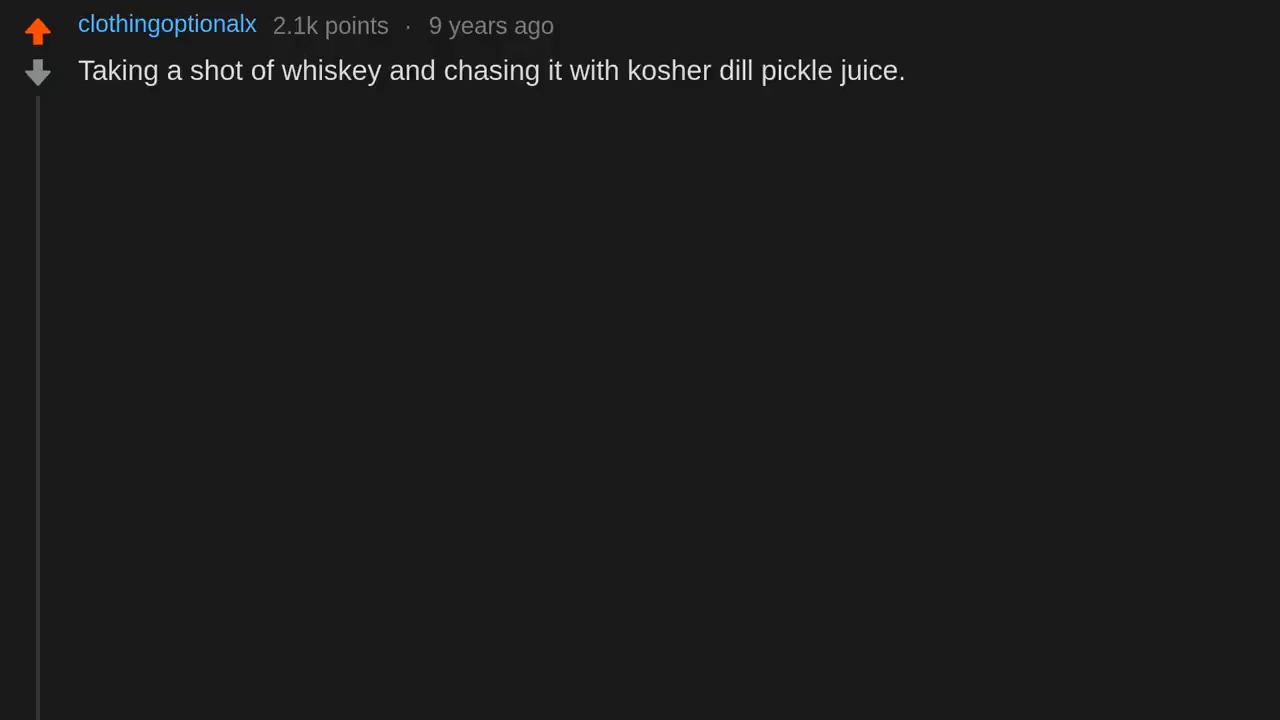 clothingoptionalx 2.1k points · 9 years ago
Taking a shot of whiskey and chasing it with kosher dill pickle juice.